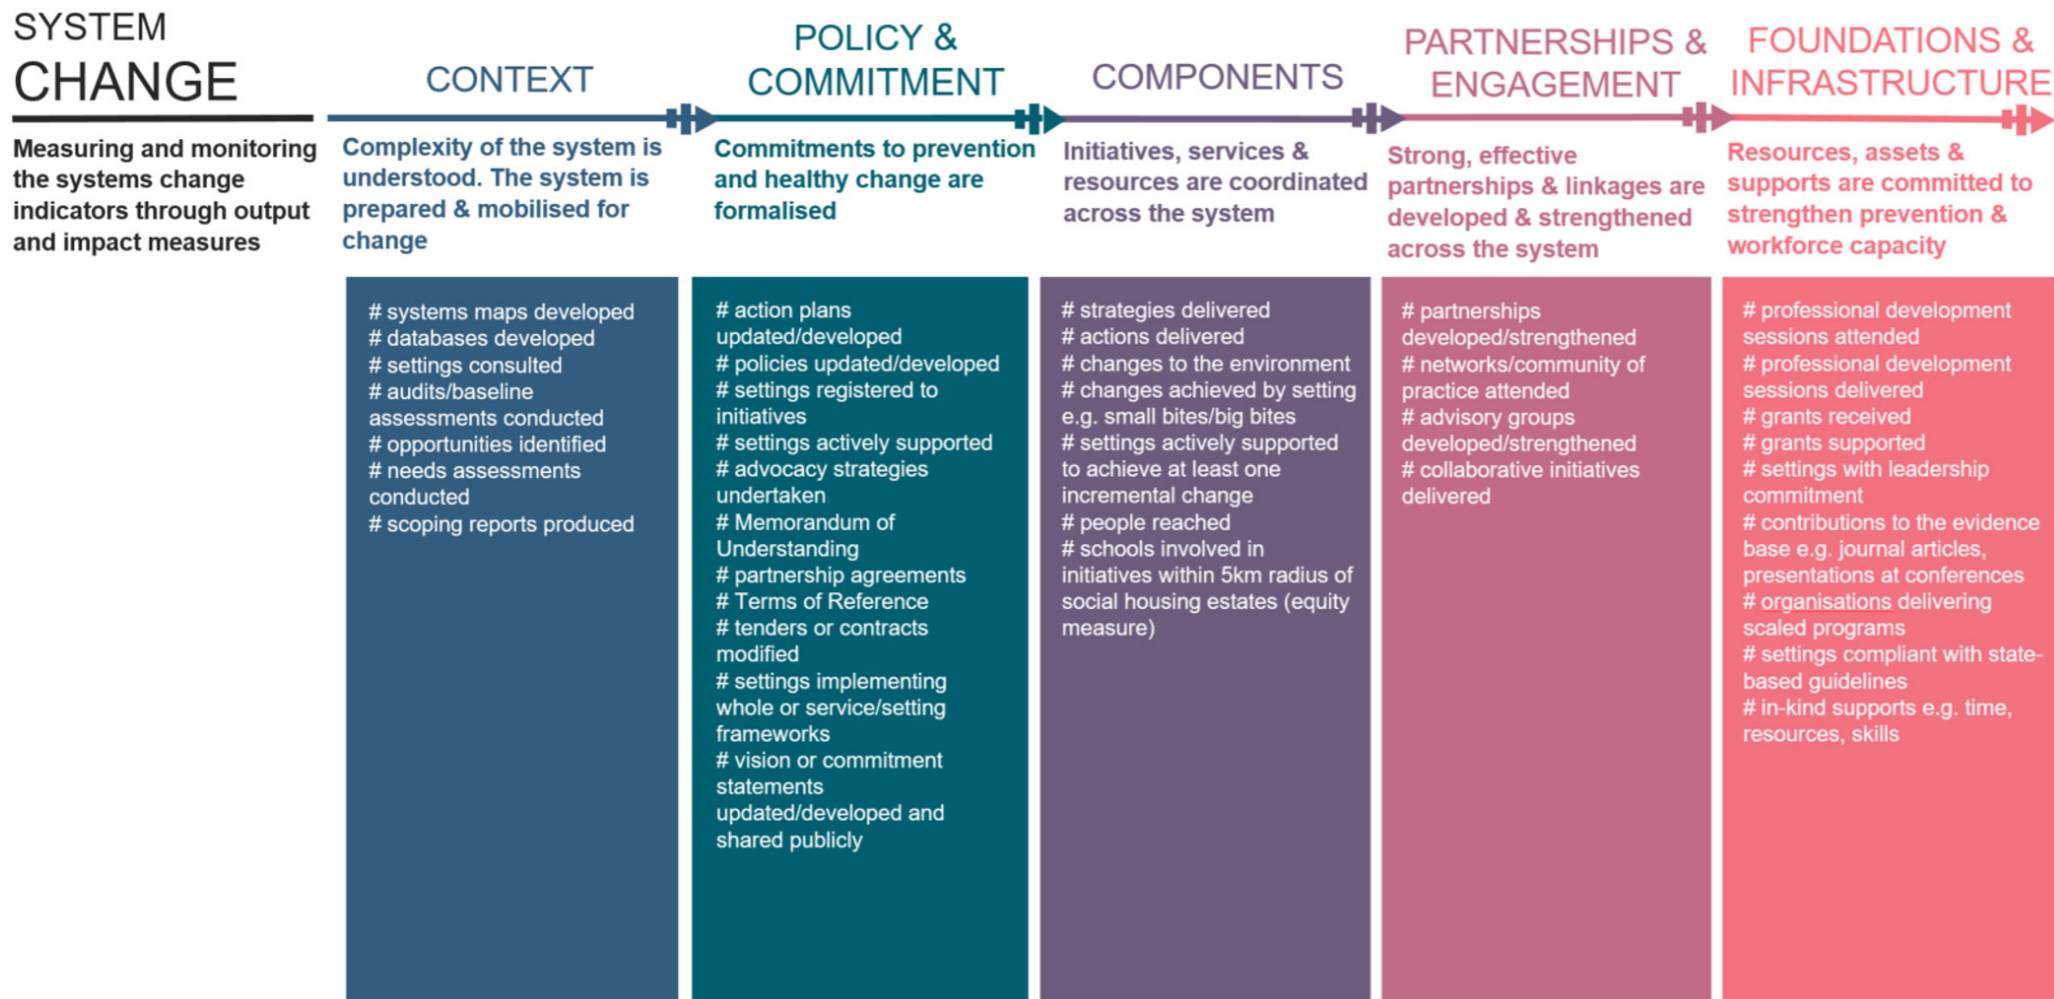 SYSTEM
CHANGE
Measuring and monitoring
the systems change
indicators through output
and impact measures
CONTEXT
Complexity of the system is
understood. The system is
prepared & mobilised for
change
# systems maps developed
# databases developed
# settings consulted
# audits/baseline
assessments conducted
# opportunities identified
# needs assessments
conducted
# scoping reports produced
POLICY &
COMMITMENT
Commitments to prevention
and healthy change are
formalised
# action plans
updated/developed
# policies updated/developed
# settings registered to
initiatives
# settings actively supported
# advocacy strategies
undertaken
# Memorandum of
Understanding
# partnership agreements
# Terms of Reference
# tenders or contracts
modified
# settings implementing
whole or service/setting
frameworks
# vision or commitment
statements
updated/developed and
shared publicly
COMPONENTS
Initiatives, services &
resources are coordinated
across the system
# strategies delivered
# actions delivered
# changes to the environment
# changes achieved by setting
e.g. small bites/big bites
# settings actively supported
to achieve at least one
incremental change
# people reached
# schools involved in
initiatives within 5km radius of
social housing estates (equity
measure)
PARTNERSHIPS &
ENGAGEMENT
Strong, effective
partnerships & linkages are
developed & strengthened
across the system
# partnerships
developed/strengthened
# networks/community of
practice attended
# advisory groups
developed/strengthened
# collaborative initiatives
delivered
FOUNDATIONS &
INFRASTRUCTURE
Resources, assets &
supports are committed to
strengthen prevention &
workforce capacity
# professional development
sessions attended
# professional development
sessions delivered
# grants received
# grants supported
# settings with leadership
commitment
# contributions to the evidence
base e.g. journal articles,
presentations at conferences
# organisations delivering
scaled programs
# settings compliant with state-
based guidelines
# in-kind supports e.g. time,
resources, skills